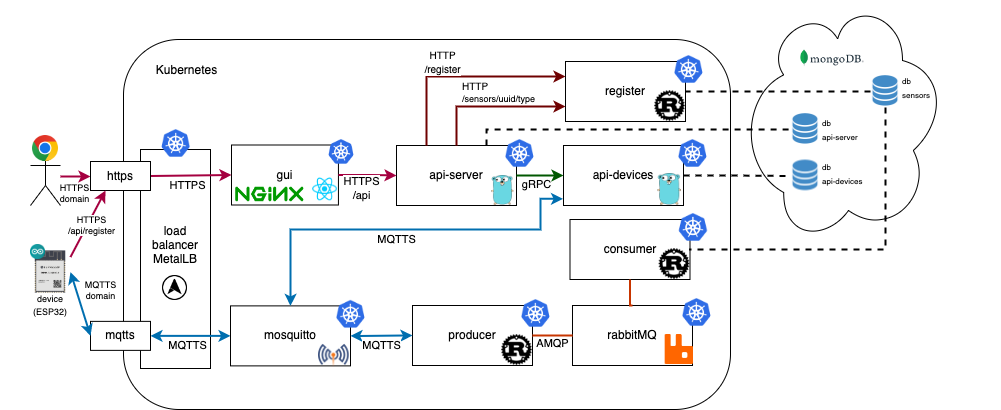 Kubernetes
HTTP
/register
HTTP
/sensors/uuid/type
register
mongoDB.
db
sensors
db
api-server
db
api-devices
https
HTTPS
domain
HTTPS
gui
NGINX
HTTPS
/api
api-server
gRPC
api-devices
HTTPS
/api/register
load
balancer
MetalLB
MQTTS
consumer
device
(ESP32)
MQTTS
domain
mqtts
MQTTS
mosquitto
MQTTS
producer
AMQP
rabbitMQ